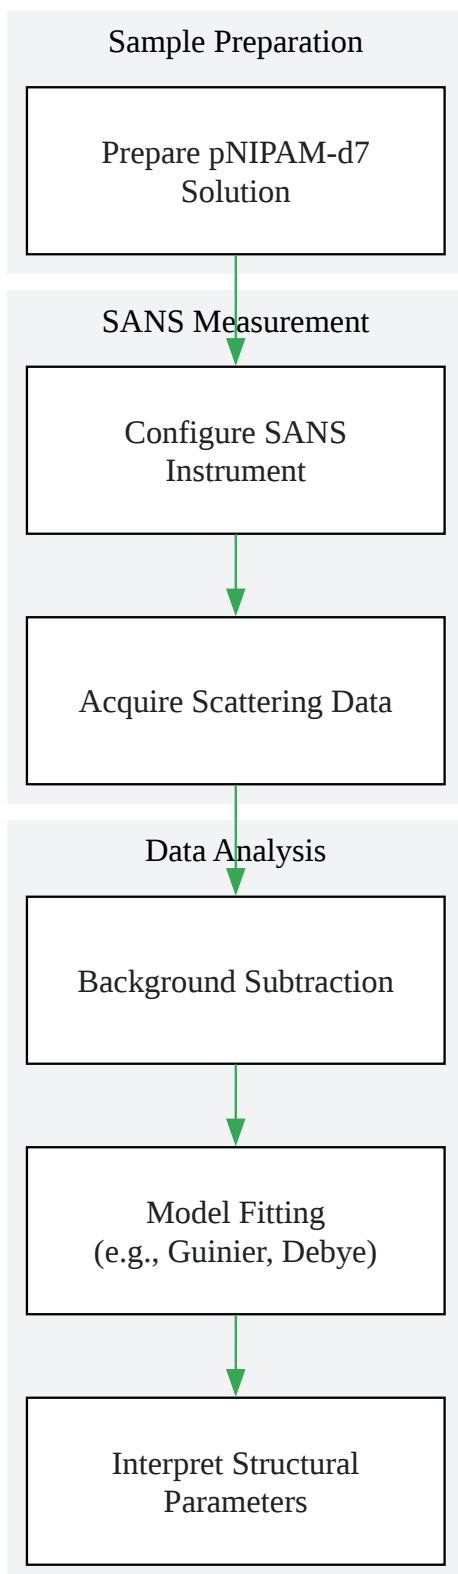 Sample Preparation
Prepare pNIPAM-d7
Solution
SANS Measurement
Configure SANS
Instrument
Acquire Scattering Data
Data Analysis
Background Subtraction
Model Fitting
(e.g., Guinier, Debye)
Interpret Structural
Parameters